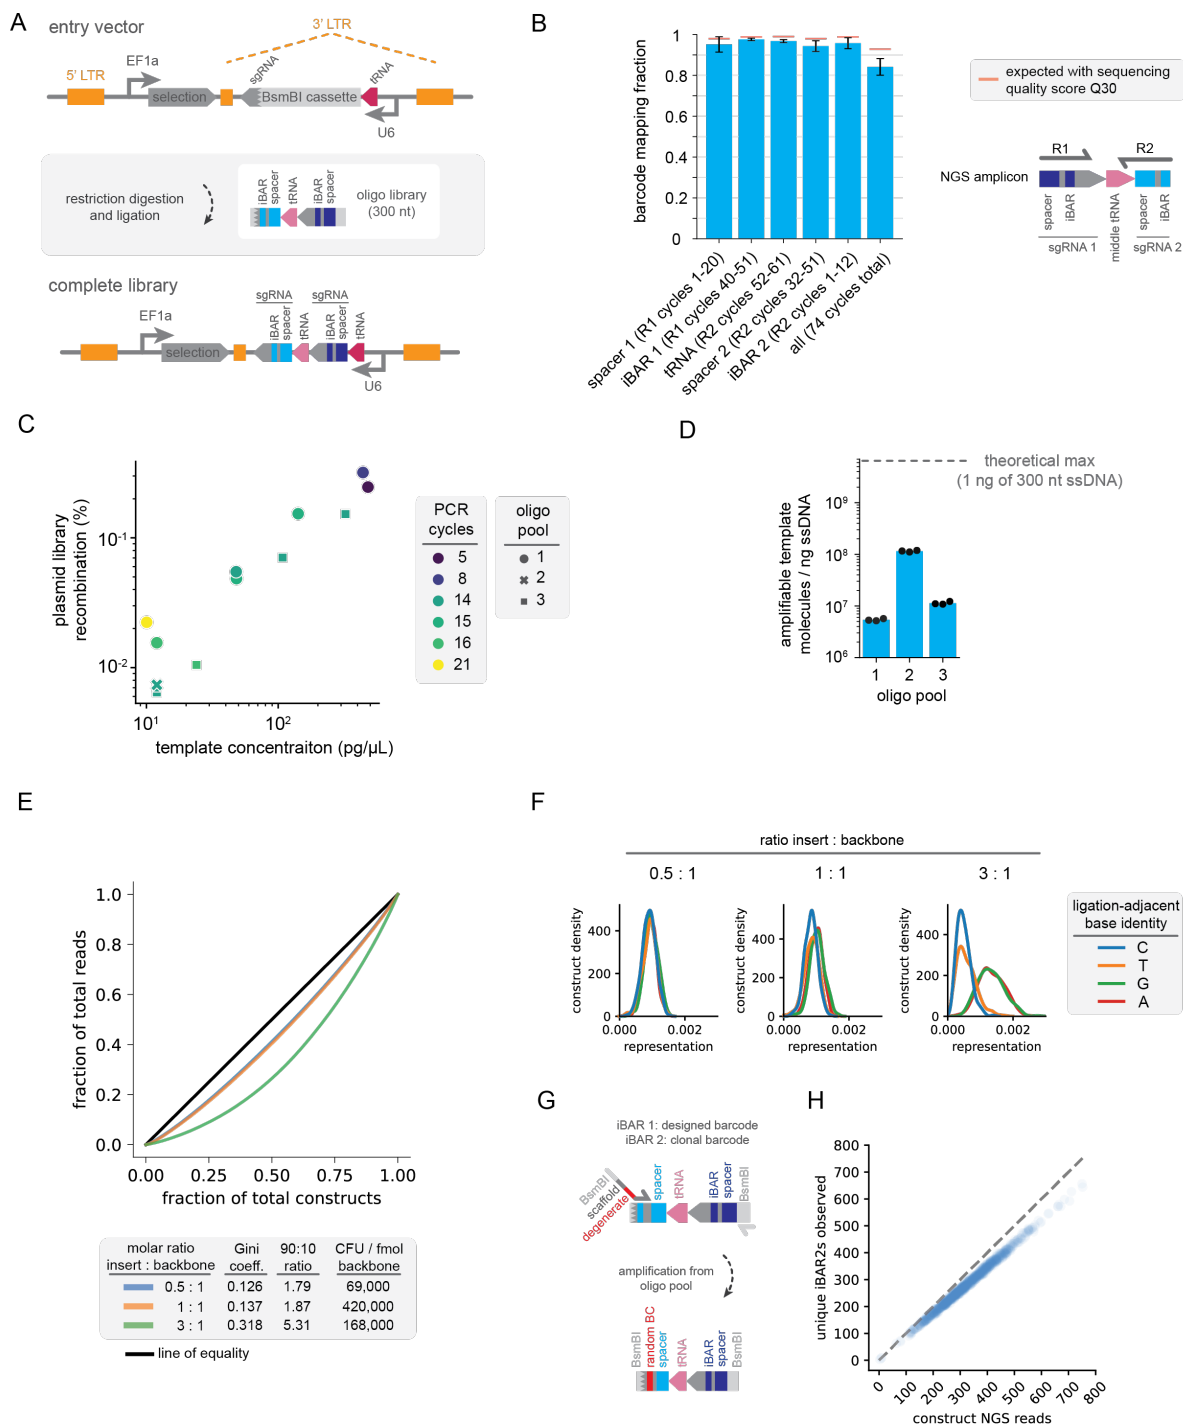 A
entry vector
3' LTR
5' LTR
EF1a
sgRNA
tRNA
selection
BsmBI cassette
U6
restriction digestion
and ligation
iBAR
spacer
tRNA
iBAR
spacer
oligo library
(300 nt)
complete library
sgRNA
sgRNA
EF1a
iBAR
spacer
tRNA
iBAR
spacer
tRNA
selection
U6
B
barcode mapping fraction
1
0.8
0.6
0.4
0.2
0
spacer 1 (R1 cycles 1-20)
iBAR 1 (R1 cycles 40-51)
tRNA (R2 cycles 52-61)
spacer 2 (R2 cycles 32-51)
iBAR 2 (R2 cycles 1-12)
all (74 cycles total)
expected with sequencing
quality score Q30
R1
R2
NGS amplicon
spacer
iBAR
middle tRNA
spacer
iBAR
sgRNA 1
sgRNA 2
C
plasmid library
recombination (%)
10-1
10-2
101
102
template concentraiton (pg/µL)
PCR
cycles
5
8
14
15
16
21
oligo
pool
1
2
3
D
theoretical max
(1 ng of 300 nt ssDNA)
amplifiable template
molecules / ng ssDNA
109
108
107
106
1
2
3
oligo pool
E
fraction of total reads
1.0
0.8
0.6
0.4
0.2
0.0
0.00
0.25
0.50
0.75
1.00
fraction of total constructs
molar ratio
insert : backbone
Gini
coeff.
90:10
ratio
CFU / fmol
backbone
0.5 : 1 0.126 1.79 69,000
1 : 1 0.137 1.87 420,000
3 : 1 0.318 5.31 168,000
line of equality
F
ratio insert : backbone
0.5 : 1
1 : 1
3 : 1
construct density
400
200
0
0.000
0.002
representation
construct density
400
200
0
0.000
0.002
representation
construct density
400
200
0
0.000
0.002
representation
ligation-adjacent
base identity
C
T
G
A
G
iBAR 1: designed barcode
iBAR 2: clonal barcode
BsmBI
scaffold
degenerate
spacer
tRNA
iBAR
spacer
BsmBI
amplification from
oligo pool
BsmBI
random BC
spacer
tRNA
iBAR
spacer
BsmBI
H
unique iBAR2s observed
800
700
600
500
400
300
200
100
0
0
100
200
300
400
500
600
700
800
construct NGS reads